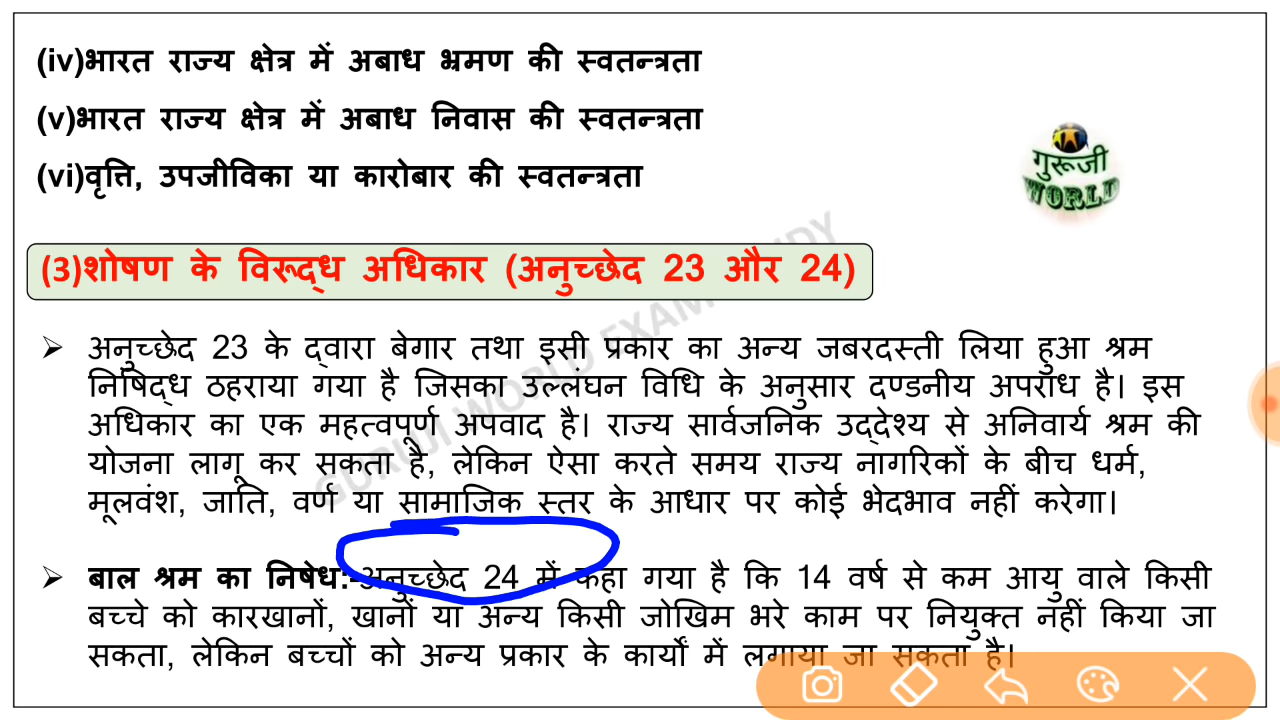 (iv)भारत राज्य क्षेत्र में अबाध भ्रमण की स्वतन्त्रता
(v)भारत राज्य क्षेत्र में अबाध निवास की स्वतन्त्रता
(vi)वृत्ति, उपजीविका या कारोबार की स्वतन्त्रता
गुरूजी
WORLD
(3)शोषण के विरूद्ध अधिकार (अनुच्छेद 23 और 24)
अनुच्छेद 23 के द्वारा बेगार तथा इसी प्रकार का अन्य जबरदस्ती लिया हुआ श्रम
निषिद्ध ठहराया गया है जिसका उल्लंघन विधि के अनुसार दण्डनीय अपराध है। इस
अधिकार का एक महत्वपूर्ण अपवाद है। राज्य सार्वजनिक उद्देश्य से अनिवार्य श्रम की
योजना लागू कर सकता है, लेकिन ऐसा करते समय राज्य नागरिकों के बीच धर्म,
मूलवंश, जाति, वर्ण या सामाजिक स्तर के आधार पर कोई भेदभाव नहीं करेगा।
बाल श्रम का निषेध:-अनुच्छेद 24 में कहा गया है कि 14 वर्ष से कम आयु वाले किसी
बच्चे को कारखानों, खानों या अन्य किसी जोखिम भरे काम पर नियुक्त नहीं किया जा
सकता, लेकिन बच्चों को अन्य प्रकार के कार्यों में लगाया जा सकता है।
GURUJI WORLD EXAM